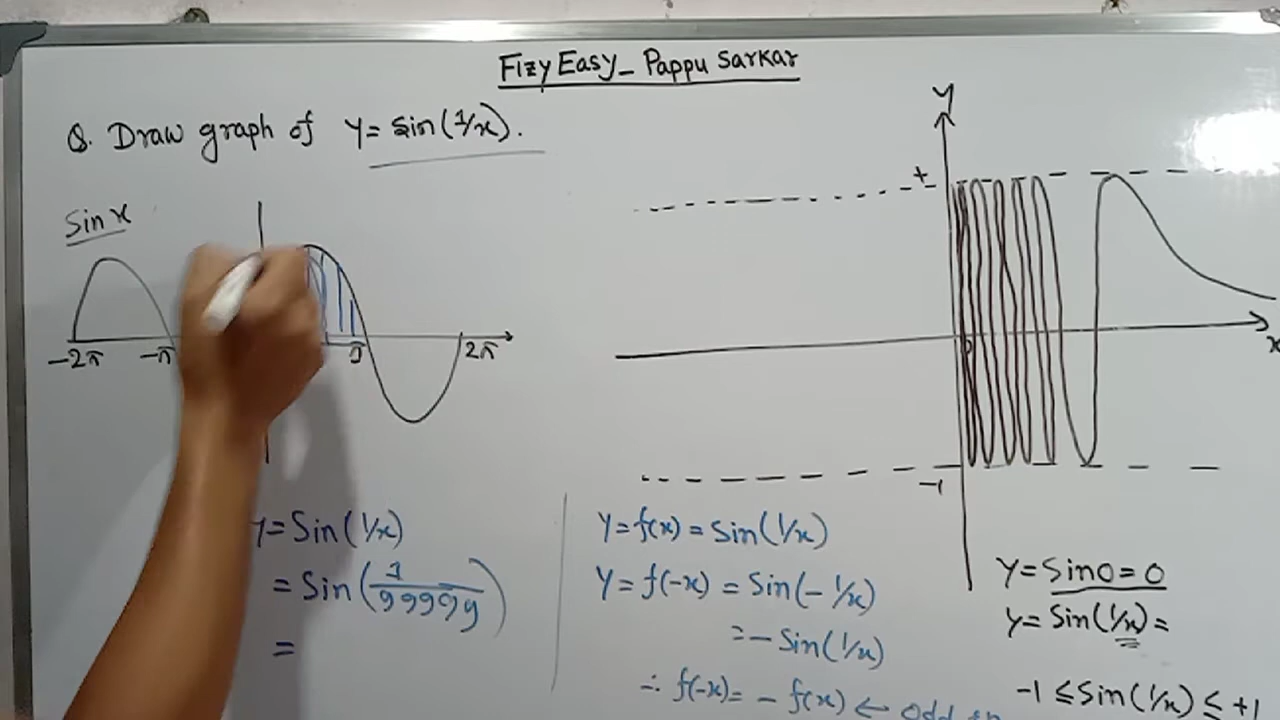 FizyEasy_ Pappu Sarkar
Q. Draw graph of y = sin(1/x).
Sin x
-2π -π π 2π
y = Sin(1/x)
= Sin(1/99999)
=
y = f(x) = Sin(1/x)
y = f(-x) = Sin(-1/x)
= - Sin(1/x)
∴ f(-x) = - f(x) ← odd
y
+
-1
x
y = Sin0 = 0
y = Sin(1/x) =
-1 ≤ Sin(1/x) ≤ +1